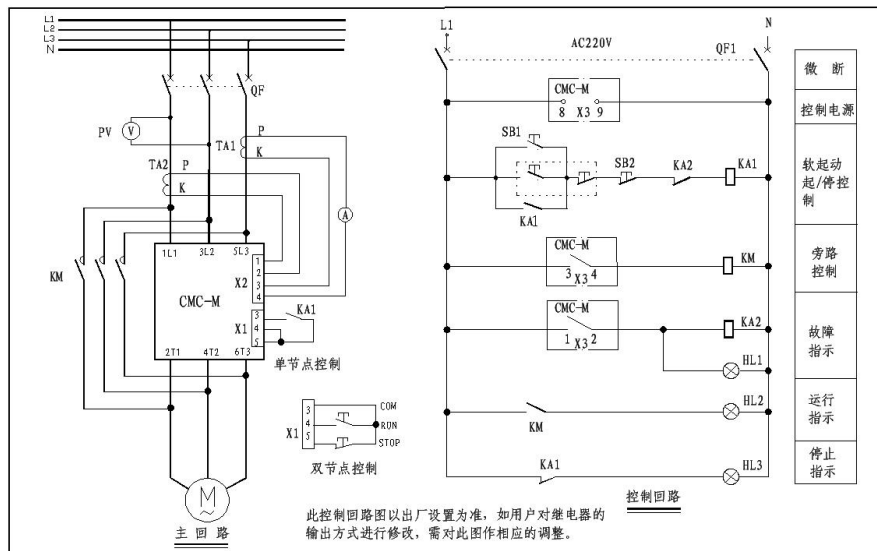 L1
L2
L3
N
QF
PV
V
P
K
TA1
TA2
P
K
A
1L1
3L2
5L3
KM
CMC-M
X2
1
2
3
4
X1
3
4
5
KA1
2T1
4T2
6T3
单节点控制
X1
3
4
5
COM
RUN
STOP
双节点控制
M
~
主 回 路
L1
N
AC220V
QF1
CMC-M
8 X3 9
SB1
SB2
KA2
KA1
KA1
CMC-M
3 X3 4
KM
CMC-M
1 X3 2
KA2
HL1
KM
HL2
KA1
HL3
控制回路
微 断
控制电源
软起动
起/停控
制
旁路
控制
故障
指示
运行
指示
停止
指示
此控制回路图以出厂设置为准，如用户对继电器的
输出方式进行修改，需对此图作相应的调整。